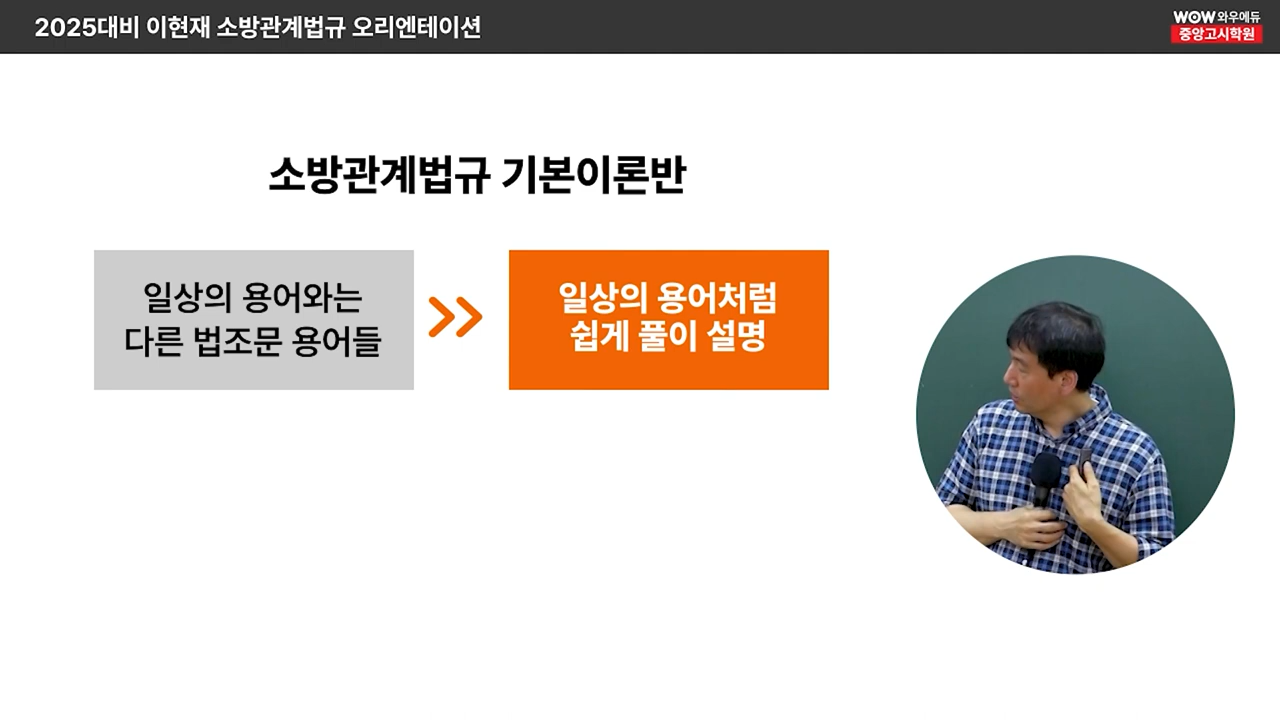 2025대비 이현재 소방관계법규 오리엔테이션
WOW 와우에듀
중앙고시학원
소방관계법규 기본이론반
일상의 용어와는
다른 법조문 용어들
일상의 용어처럼
쉽게 풀이 설명